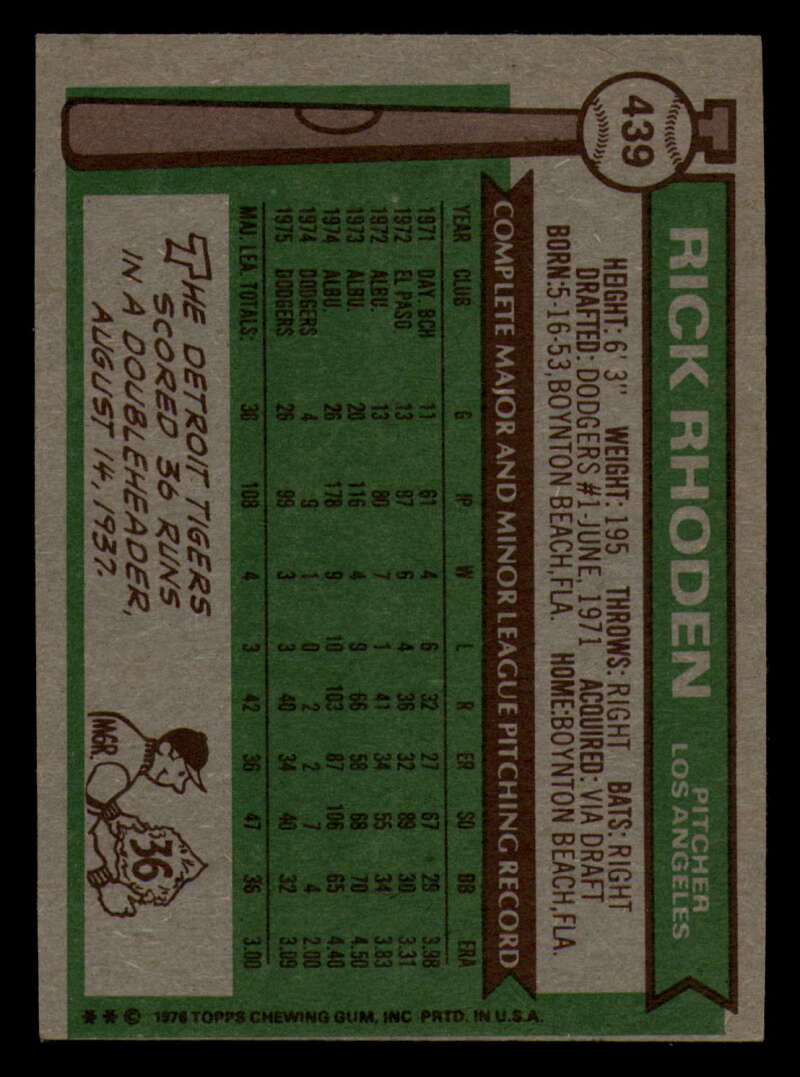 439
RICK RHODEN
PITCHER
LOS ANGELES
HEIGHT: 6' 3" WEIGHT: 195 THROWS: RIGHT BATS: RIGHT
DRAFTED: DODGERS #1-JUNE, 1971 ACQUIRED: VIA DRAFT
BORN: 5-16-53, BOYNTON BEACH, FLA. HOME: BOYNTON BEACH, FLA.
COMPLETE MAJOR AND MINOR LEAGUE PITCHING RECORD
YEAR CLUB G IP W L R ER SO BB ERA
1971 DAY. BCH 11 61 4 6 32 27 67 29 3.98
1972 EL PASO 13 87 6 4 36 32 89 30 3.31
1972 ALBU. 13 80 7 1 41 34 55 34 3.83
1973 ALBU. 20 116 4 9 66 58 68 70 4.50
1974 ALBU. 26 178 9 10 103 87 106 65 4.40
1974 DODGERS 4 9 1 0 2 2 7 4 2.00
1975 DODGERS 26 99 3 3 40 34 40 32 3.09
MAJ. LEA. TOTALS: 38 108 4 3 42 36 47 36 3.00
THE DETROIT TIGERS
SCORED 36 RUNS
IN A DOUBLEHEADER,
AUGUST 14, 1937.
MGR.
36
** © 1976 TOPPS CHEWING GUM, INC PRTD. IN U.S.A.